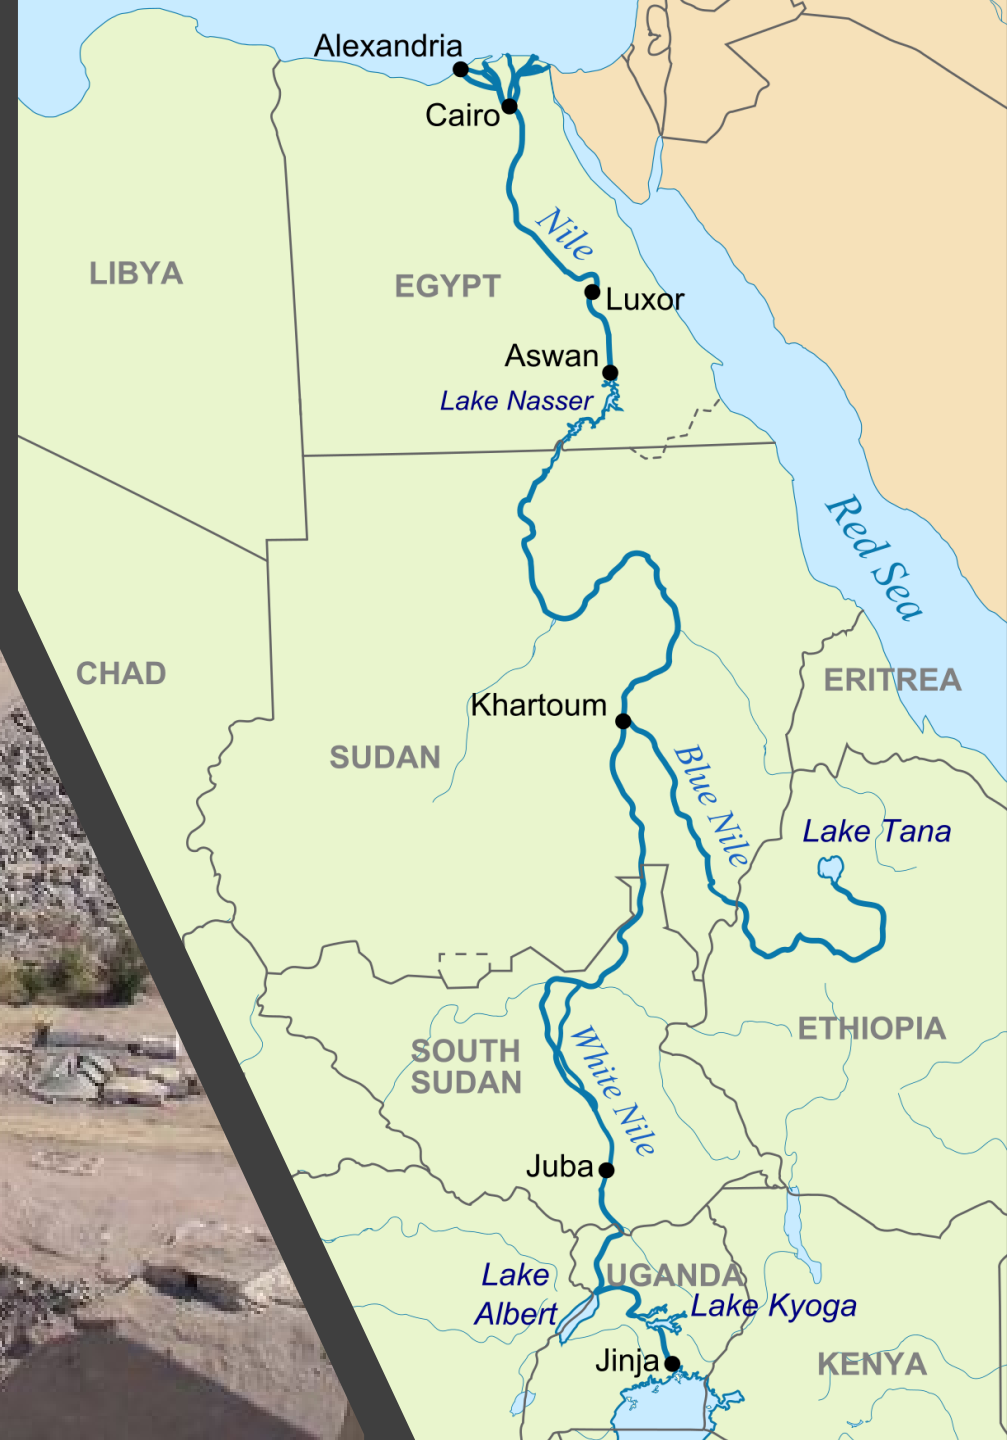 Alexandria
Cairo
Nile
LIBYA
EGYPT
Luxor
Aswan
Lake Nasser
Red Sea
CHAD
ERITREA
Khartoum
SUDAN
Blue Nile
Lake Tana
ETHIOPIA
SOUTH
SUDAN
White Nile
Juba
Lake
Albert
UGANDA
Lake Kyoga
Jinja
KENYA